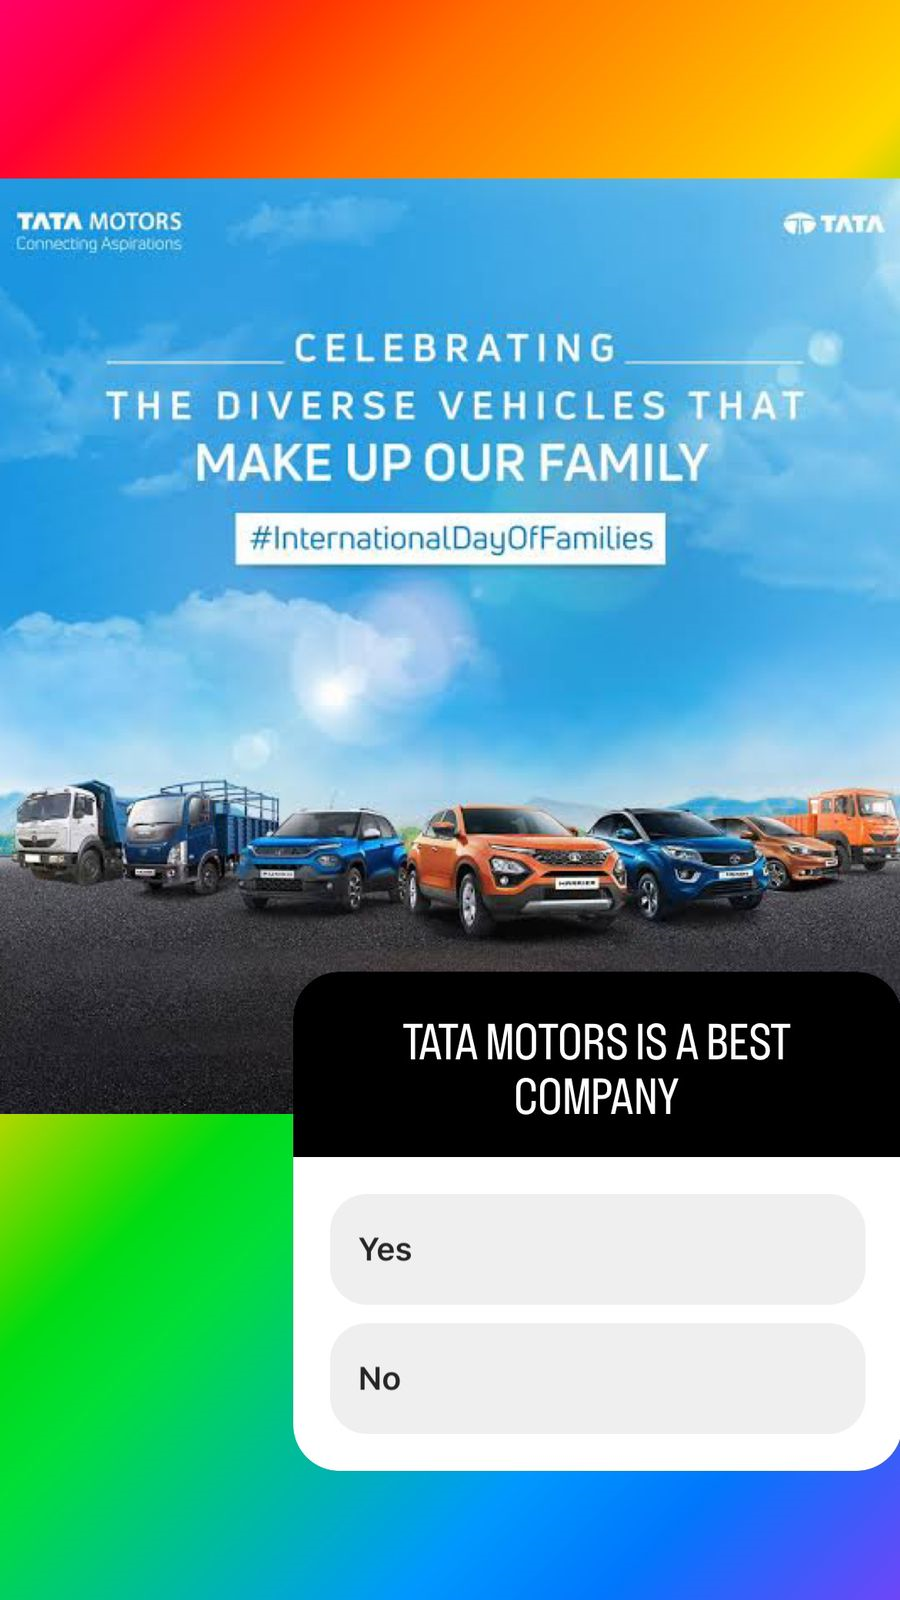 TATA MOTORS
Connecting Aspirations
TATA
CELEBRATING
THE DIVERSE VEHICLES THAT
MAKE UP OUR FAMILY
#InternationalDayOfFamilies
HARRIER
TATA MOTORS IS A BEST
COMPANY
Yes
No